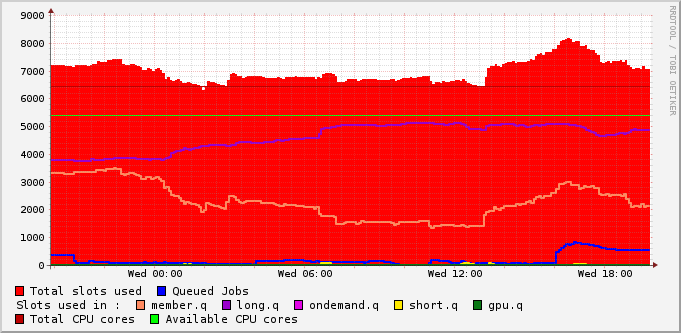 9000
8000
7000
6000
5000
4000
3000
2000
1000
0
Wed 00:00 Wed 06:00 Wed 12:00 Wed 18:00
RRDTOOL / TOBI OETIKER
Total slots used Queued Jobs
Slots used in : member.q long.q ondemand.q short.q gpu.q
Total CPU cores Available CPU cores